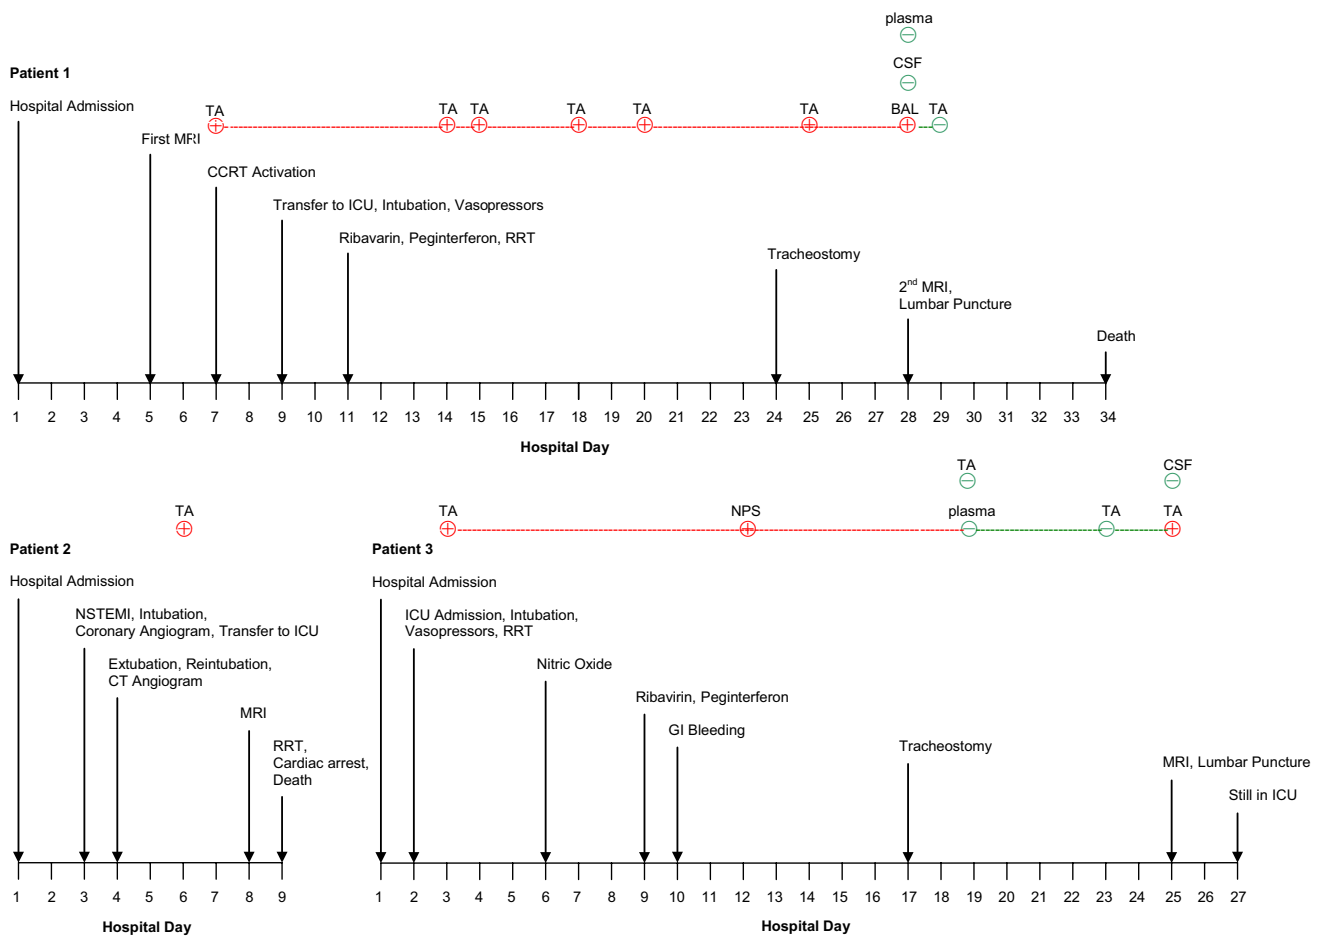 plasma
CSF
Patient 1
Hospital Admission
TA TA TA TA TA TA BAL TA
First MRI
CCRT Activation
Transfer to ICU, Intubation, Vasopressors
Ribavarin, Peginterferon, RRT
Tracheostomy
2nd MRI,
Lumbar Puncture
Death
1 2 3 4 5 6 7 8 9 10 11 12 13 14 15 16 17 18 19 20 21 22 23 24 25 26 27 28 29 30 31 32 33 34
Hospital Day
TA
Patient 2
Hospital Admission
NSTEMI, Intubation,
Coronary Angiogram, Transfer to ICU
Extubation, Reintubation,
CT Angiogram
MRI
RRT,
Cardiac arrest,
Death
1 2 3 4 5 6 7 8 9
Hospital Day
TA CSF
TA NPS plasma TA TA
Patient 3
Hospital Admission
ICU Admission, Intubation,
Vasopressors, RRT
Nitric Oxide
Ribavirin, Peginterferon
GI Bleeding
Tracheostomy
MRI, Lumbar Puncture
Still in ICU
1 2 3 4 5 6 7 8 9 10 11 12 13 14 15 16 17 18 19 20 21 22 23 24 25 26 27
Hospital Day